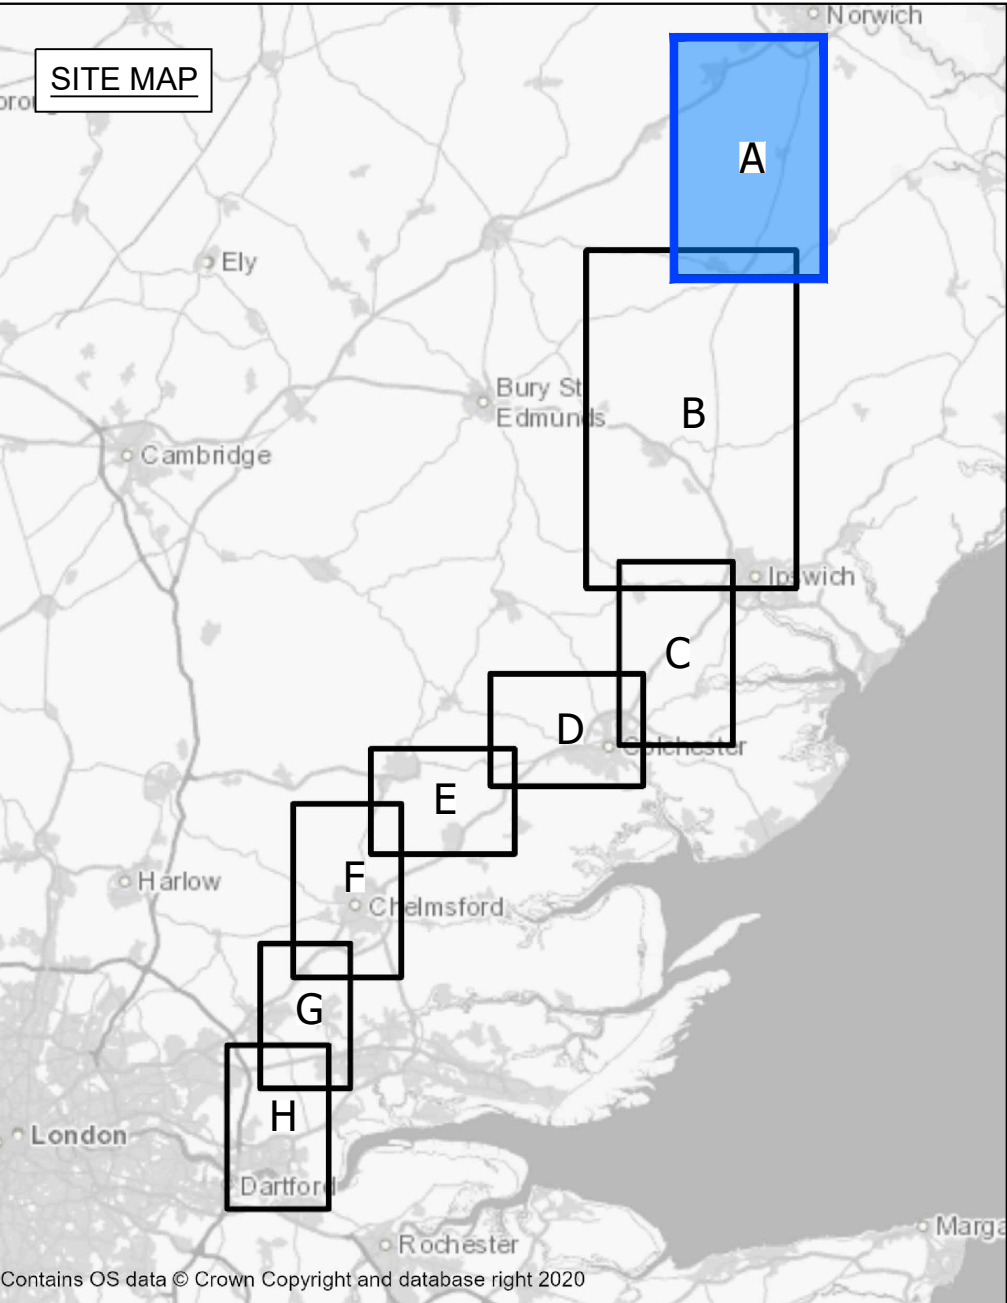 Norwich
SITE MAP
A
Ely
Bury St
Edmunds
B
Cambridge
Ipswich
C
D
Colchester
E
F
Harlow
Chelmsford
G
H
London
Dartford
Rochester
Contains OS data © Crown Copyright and database right 2020